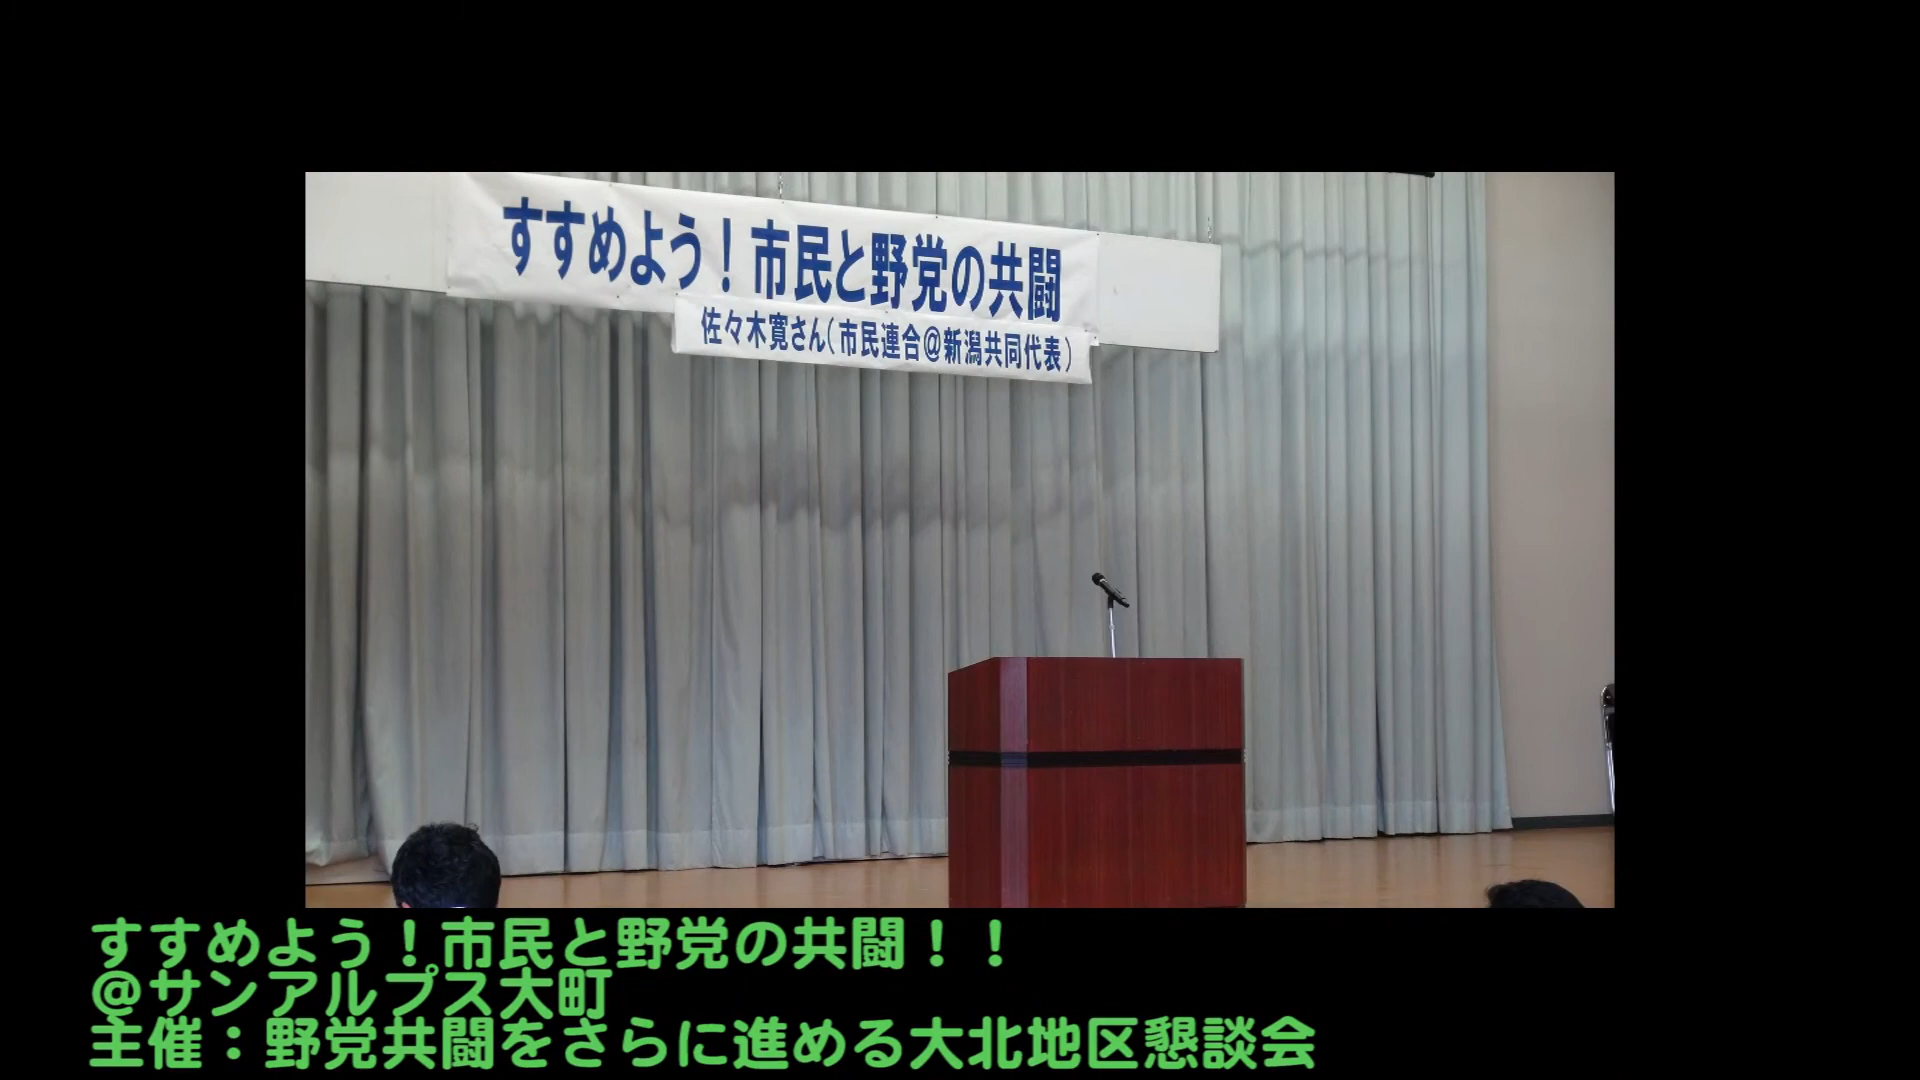 すすめよう！市民と野党の共闘
佐々木寛さん（市民連合＠新潟共同代表）
すすめよう！市民と野党の共闘！！
＠サンアルプス大町
主催：野党共闘をさらに進める大北地区懇談会